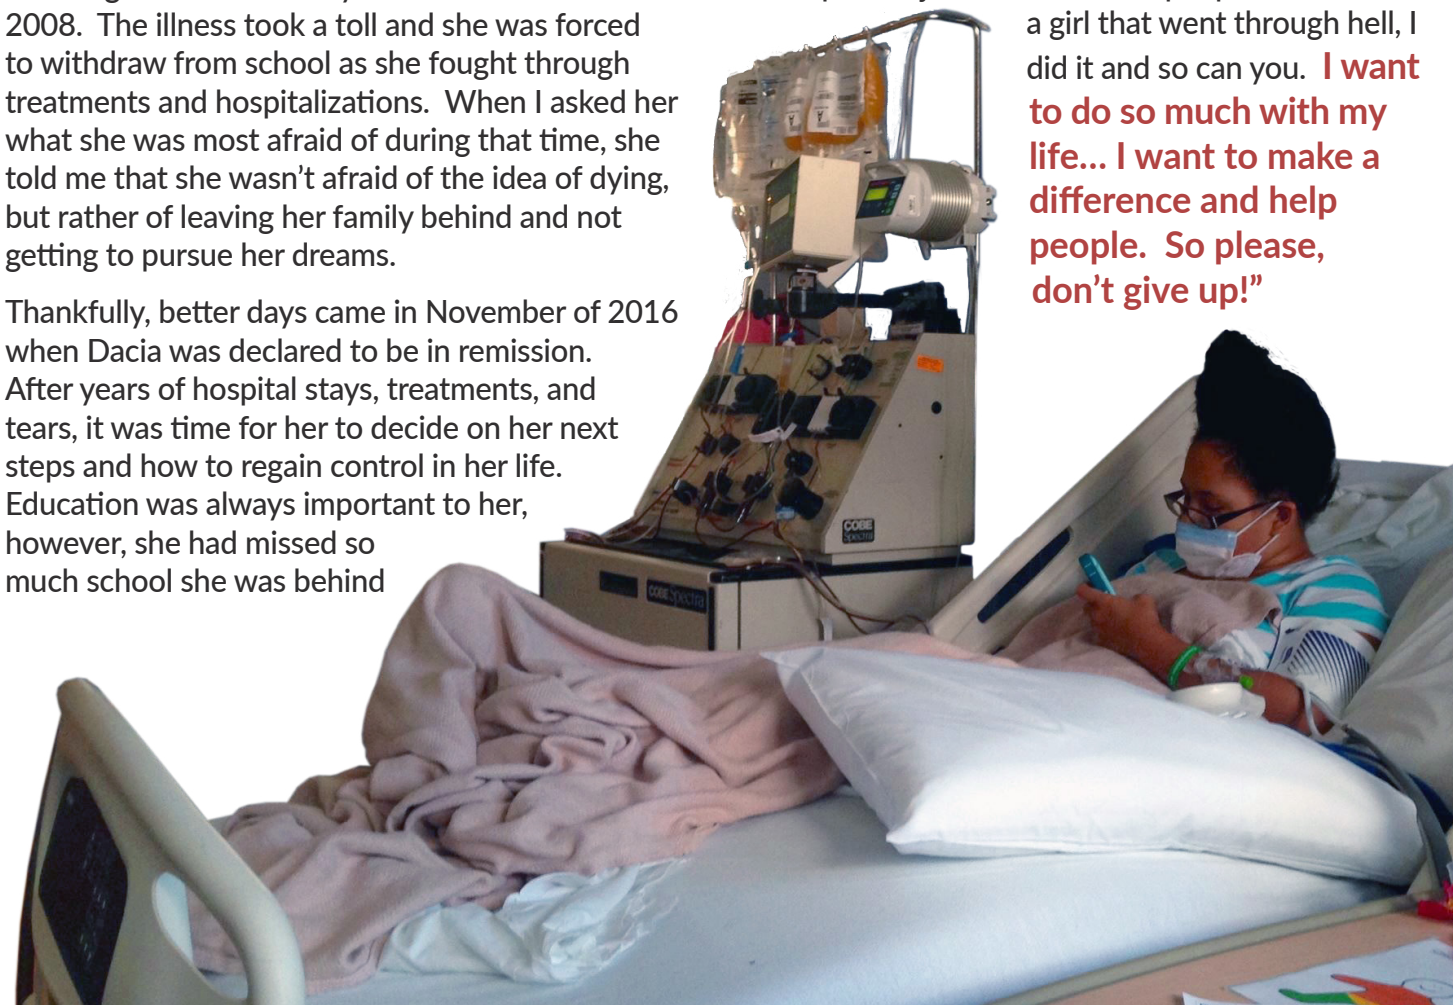 2008. The illness took a toll and she was forced
to withdraw from school as she fought through
treatments and hospitalizations. When I asked her
what she was most afraid of during that time, she
told me that she wasn’t afraid of the idea of dying,
but rather of leaving her family behind and not
getting to pursue her dreams.
Thankfully, better days came in November of 2016
when Dacia was declared to be in remission.
After years of hospital stays, treatments, and
tears, it was time for her to decide on her next
steps and how to regain control in her life.
Education was always important to her,
however, she had missed so
much school she was behind
a girl that went through hell, I
did it and so can you. I want
to do so much with my
life... I want to make a
difference and help
people. So please,
don’t give up!”
COBE
Spectra
COBE Spectra